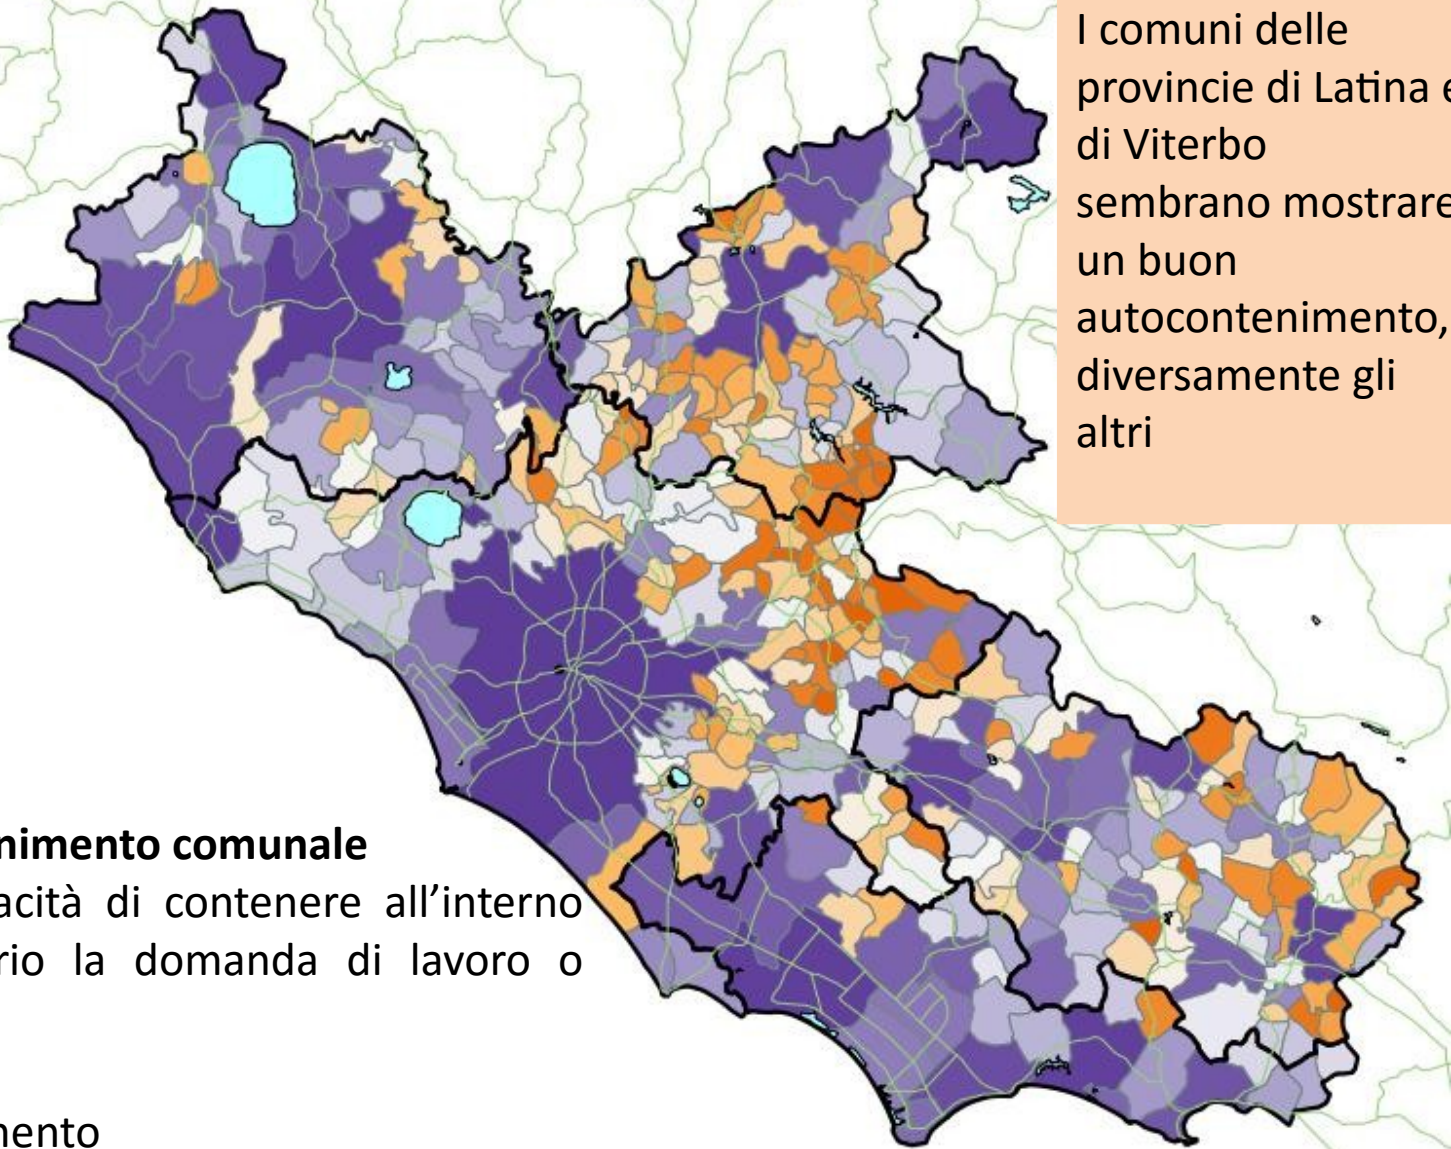 I comuni delle
provincie di Latina e
di Viterbo
sembrano mostrare
un buon
autocontenimento,
diversamente gli
altri
nimento comunale
acità di contenere all’interno
rio la domanda di lavoro o
nento